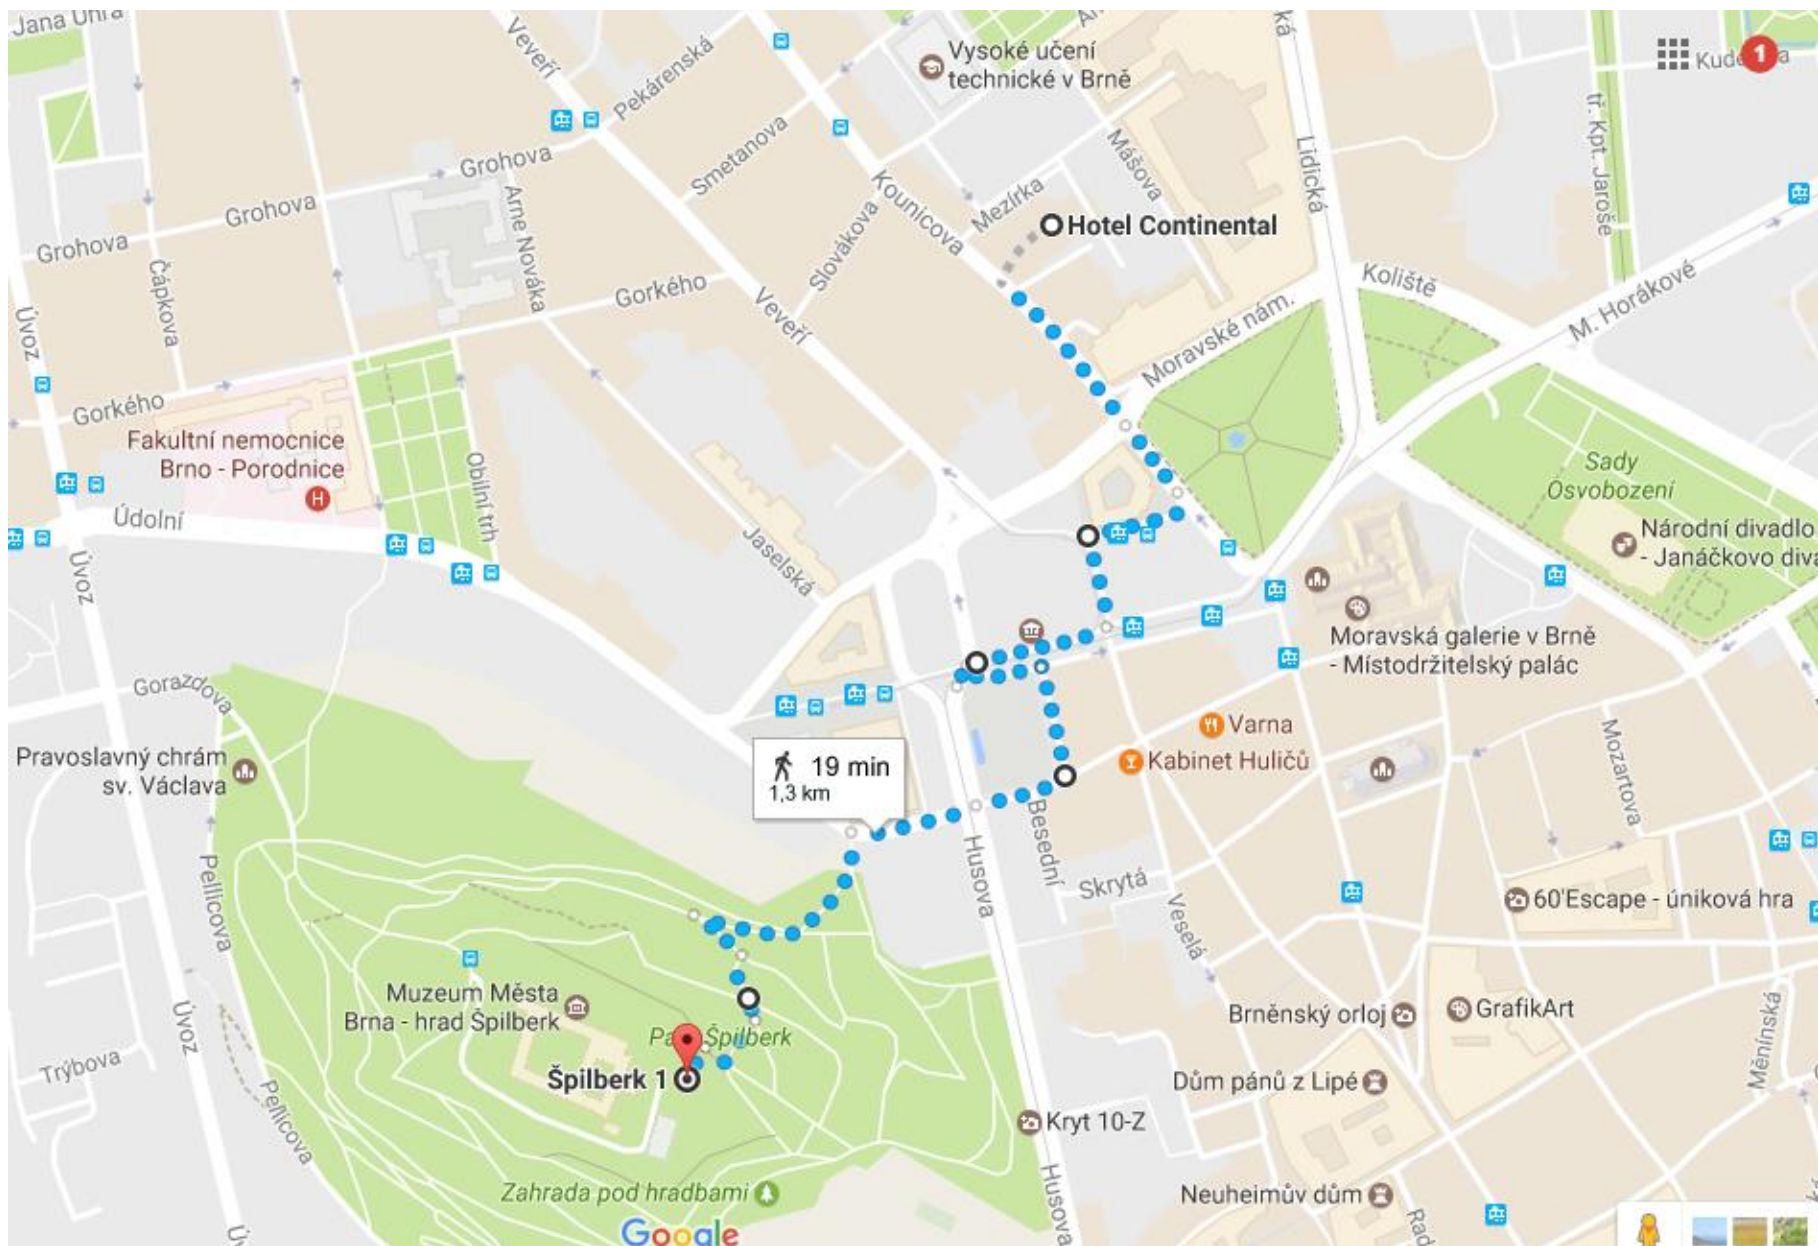 Jana Uhra
Veveří
Pekárenská
Vysoké učení
technické v Brně
Lidická
tř. Kpt. Jaroše
1
Grohova
Smetanova
Kounicova
Mášova
Mezírka
Hotel Continental
Grohova
Grohova
Arne Nováka
Slovákova
Čápkova
Gorkého
Veveří
Koliště
M. Horákové
Moravské nám.
Úvoz
Gorkého
Fakultní nemocnice
Brno - Porodnice
H
Obilní trh
Údolní
Jaselská
Sady
Osvobození
Národní divadlo
- Janáčkovo diva
Úvoz
Moravská galerie v Brně
- Místodržitelský palác
Gorazdova
Pravoslavný chrám
sv. Václava
Varna
Kabinet Huličů
19 min
1,3 km
Mozartova
Besední
Husova
Skrytá
Veselá
60'Escape - úniková hra
Pellicova
Muzeum Města
Brna - hrad Špilberk
Špilberk
Špilberk 1
Brněnský orloj
GrafikArt
Měnínská
Úvoz
Trýbova
Pellicova
Dům pánů z Lipé
Kryt 10-Z
Zahrada pod hradbami
Neuheimův dům
Husova
Rad
Google